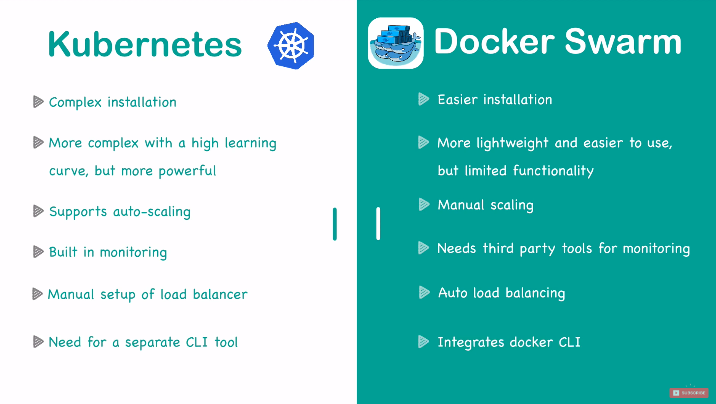 Kubernetes
Complex installation
More complex with a high learning
curve, but more powerful
Supports auto-scaling
Built in monitoring
Manual setup of load balancer
Need for a separate CLI tool
Docker Swarm
Easier installation
More lightweight and easier to use,
but limited functionality
Manual scaling
Needs third party tools for monitoring
Auto load balancing
Integrates docker CLI
SUBSCRIBE